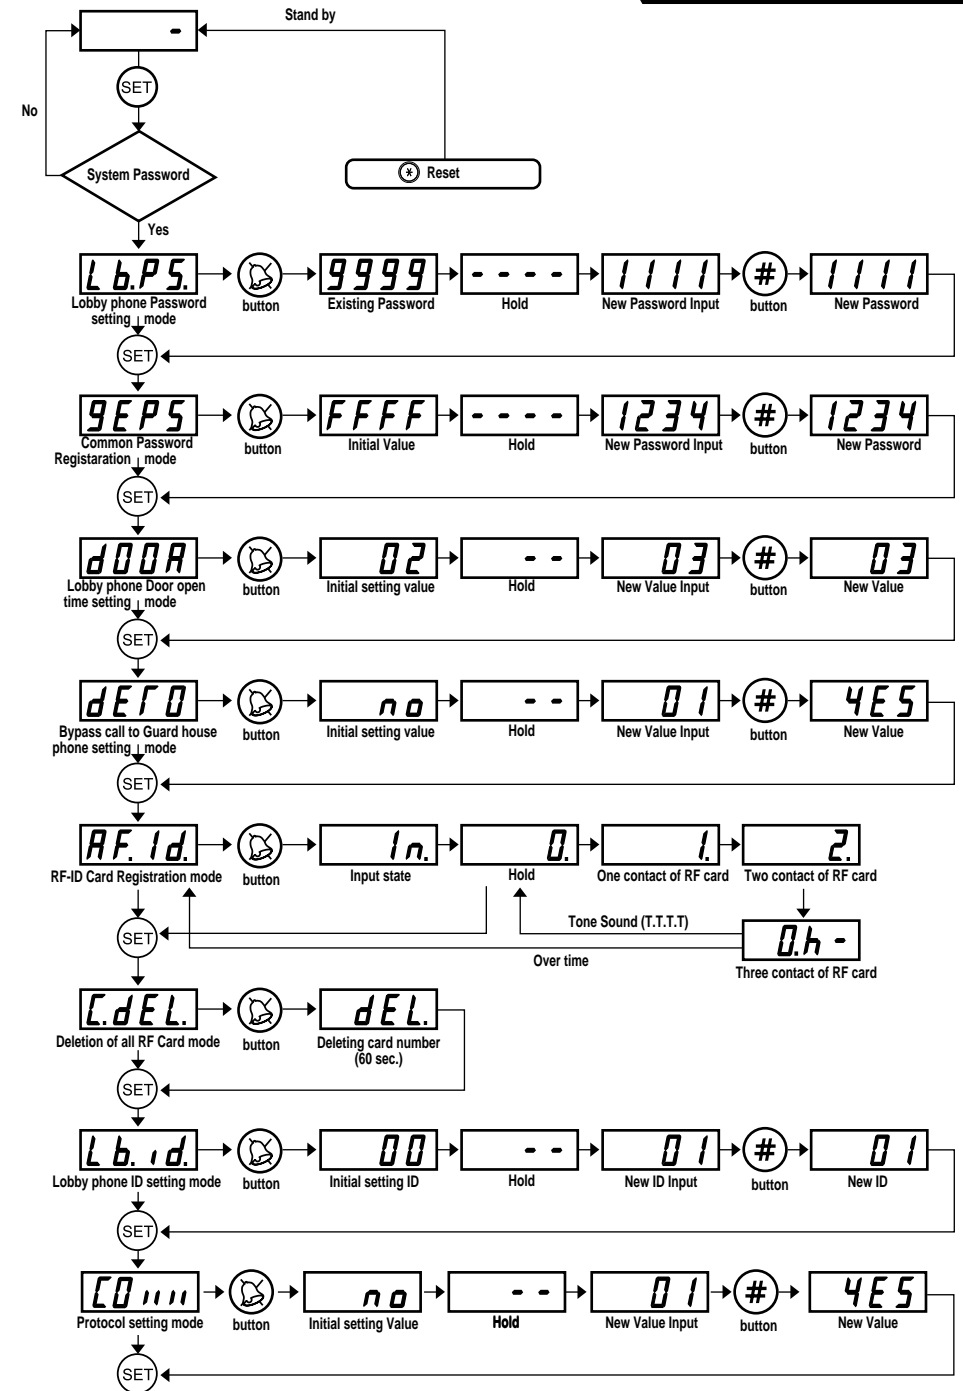 Stand by
-
SET
No
System Password
* Reset
Yes
Lb.PS. 9999 - - - - 1111 # 1111
Lobby phone Password setting mode button Existing Password Hold New Password Input button New Password
SET
gEPS FFFF - - - - 1234 # 1234
Common Password Registaration mode button Initial Value Hold New Password Input button New Password
SET
d00A 02 - - 03 # 03
Lobby phone Door open time setting mode button Initial setting value Hold New Value Input button New Value
SET
dET0 no - - 01 # YES
Bypass call to Guard house phone setting mode button Initial setting value Hold New Value Input button New Value
SET
AF.Id. In. 0. 1. 2.
RF-ID Card Registration mode button Input state Hold One contact of RF card Two contact of RF card
SET
Tone Sound (T.T.T.T)
0.h -
Over time
Three contact of RF card
C.dEL. dEL.
Deletion of all RF Card mode button Deleting card number
(60 sec.)
SET
Lb.id. 00 - - 01 # 01
Lobby phone ID setting mode button Initial setting ID Hold New ID Input button New ID
SET
C0 - - 01 # YES
Protocol setting mode button Initial setting Value Hold New Value Input button New Value
no
SET